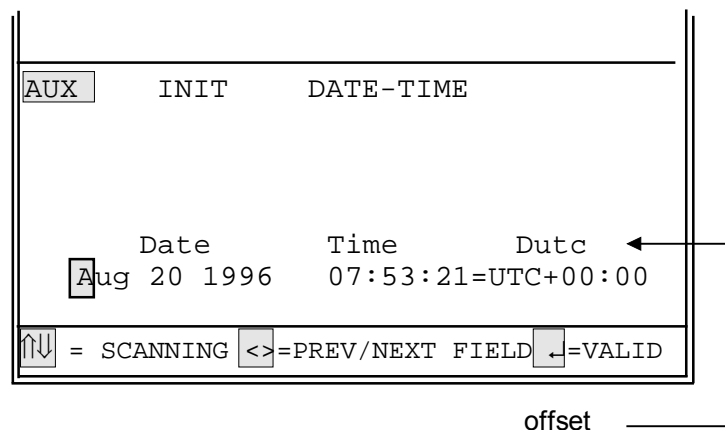 AUX INIT DATE-TIME
Date Time Dutc
Aug 20 1996 07:53:21=UTC+00:00
⇑⇓ = SCANNING <>=PREV/NEXT FIELD ↵=VALID
offset